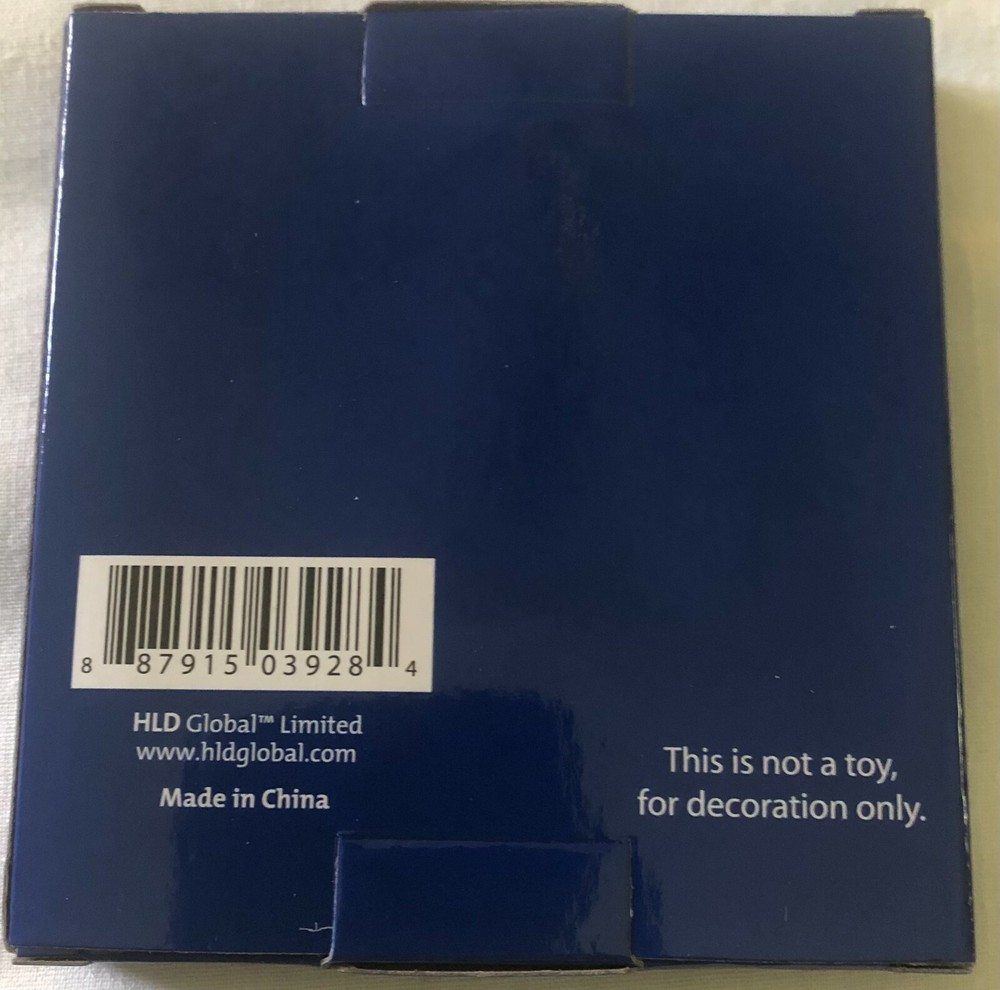 8 87915 03928 4
HLD Global™ Limited
www.hldglobal.com
Made in China
This is not a toy,
for decoration only.